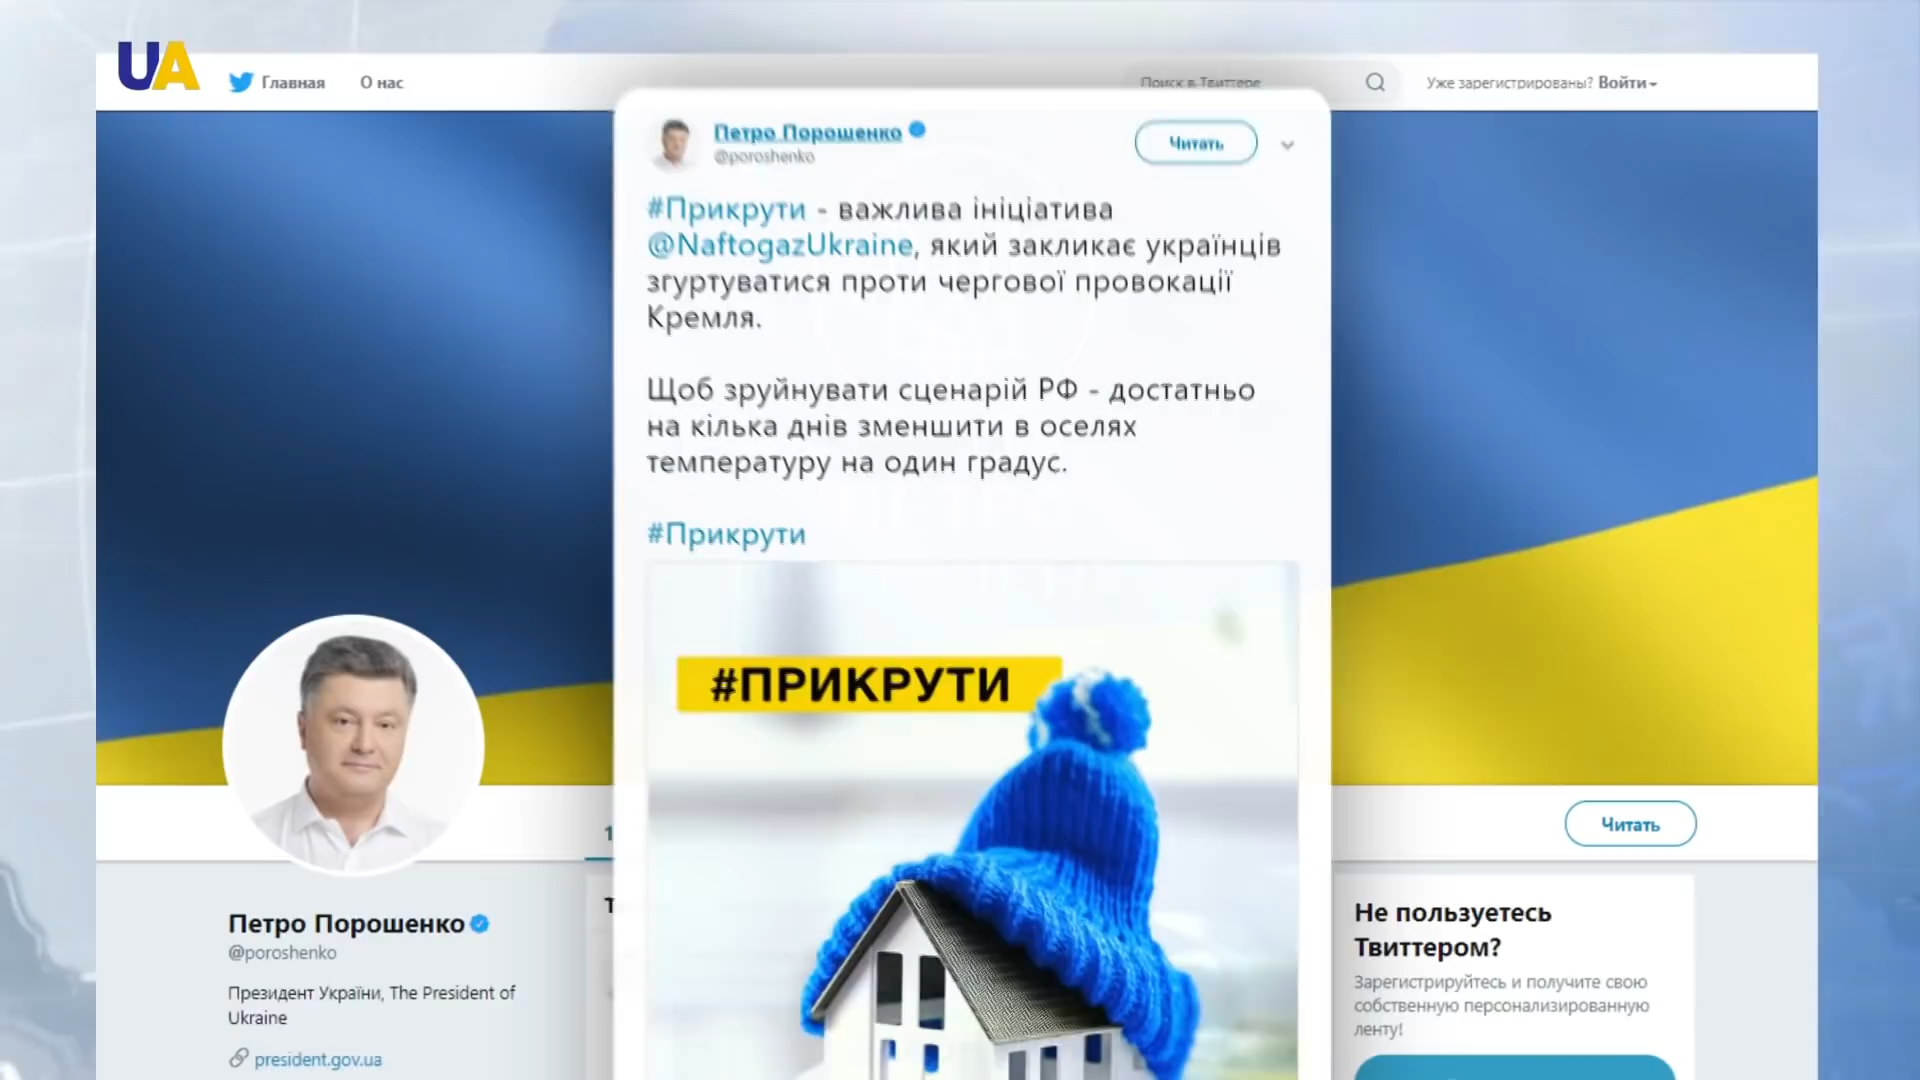 UA
Главная О нас
Поиск в Твиттере
Уже зарегистрированы? Войти
Петро Порошенко
@poroshenko
Читать
#Прикрути - важлива ініціатива
@NaftogazUkraine, який закликає українців
згуртуватися проти чергової провокації
Кремля.
Щоб зруйнувати сценарій РФ - достатньо
на кілька днів зменшити в оселях
температуру на один градус.
#Прикрути
#ПРИКРУТИ
Читать
Петро Порошенко
@poroshenko
Президент України, The President of
Ukraine
president.gov.ua
Не пользуетесь
Твиттером?
Зарегистрируйтесь и получите свою
собственную персонализированную
ленту!